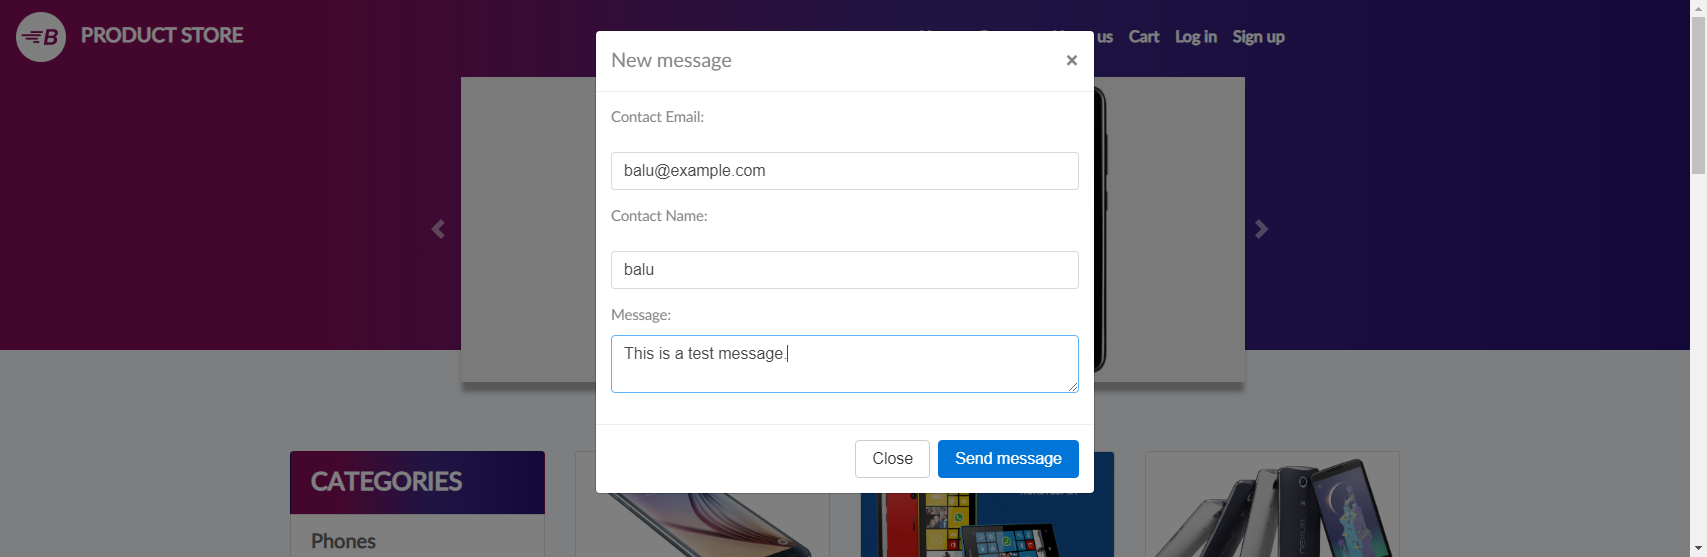 B PRODUCT STORE
us Cart Log in Sign up
New message ×
Contact Email:
balu@example.com
Contact Name:
balu
Message:
This is a test message.
Close Send message
CATEGORIES
Phones